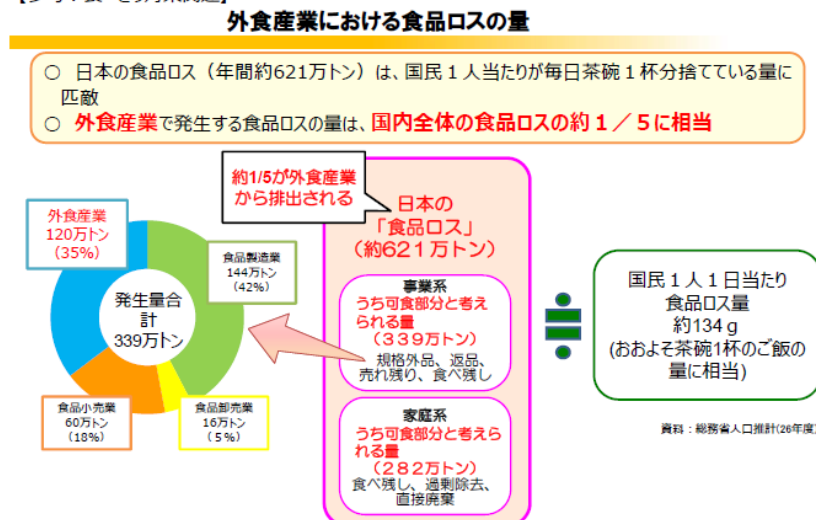 外食産業における食品ロスの量
○ 日本の食品ロス（年間約621万トン）は、国民１人当たりが毎日茶碗１杯分捨てている量に
匹敵
○ 外食産業で発生する食品ロスの量は、国内全体の食品ロスの約１／５に相当
約1/5が外食産業
から排出される
外食産業
120万トン
(35%)
食品製造業
144万トン
(42%)
発生量合
計
339万トン
食品小売業
60万トン
(18%)
食品卸売業
16万トン
(５%)
日本の
「食品ロス」
(約621万トン)
事業系
うち可食部分と考え
られる量
(３３９万トン)
規格外品、返品、
売れ残り、食べ残し
家庭系
うち可食部分と考えら
れる量
(２８２万トン)
食べ残し、過剰除去、
直接廃棄
国民１人１日当たり
食品ロス量
約134ｇ
(おおよそ茶碗1杯のご飯の
量に相当)
資料：総務省人口推計(26年度)